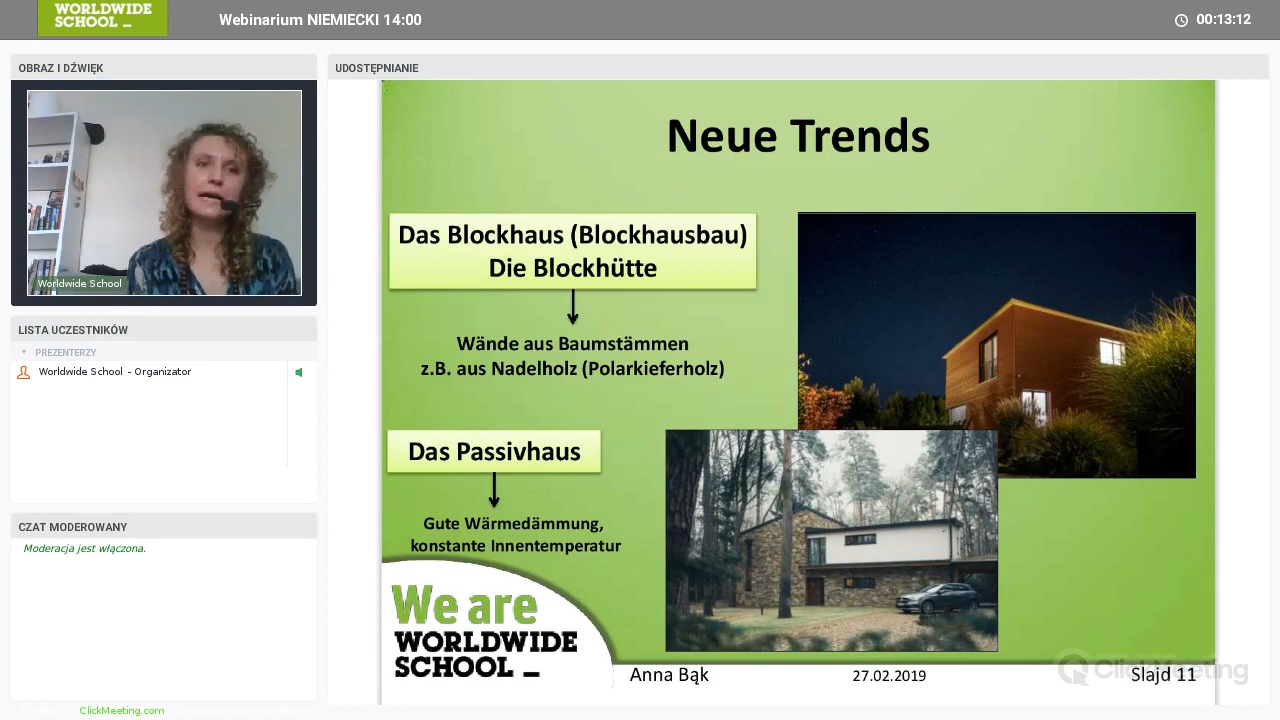 WORLDWIDE
SCHOOL _
Webinarium NIEMIECKI 14:00
00:13:12
OBRAZ I DŹWIĘK
Worldwide School
LISTA UCZESTNIKÓW
PREZENTERZY
Worldwide School - Organizator
CZAT MODEROWANY
Moderacja jest włączona.
ClickMeeting.com
UDOSTĘPNIANIE
Neue Trends
Das Blockhaus (Blockhausbau)
Die Blockhütte
Wände aus Baumstämmen
z.B. aus Nadelholz (Polarkieferholz)
Das Passivhaus
Gute Wärmedämmung,
konstante Innentemperatur
We are
WORLDWIDE
SCHOOL _
Anna Bąk
27.02.2019
Slajd 11
ClickMeeting